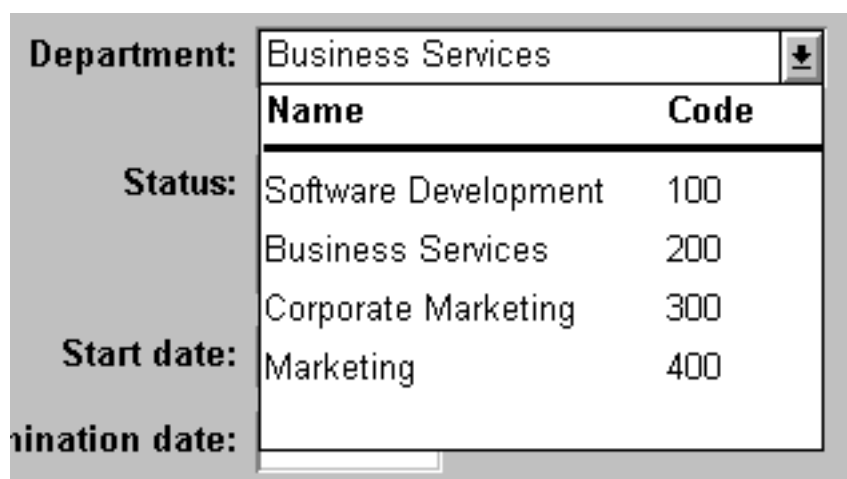 Department: Business Services
Name Code
Status: Software Development 100
Business Services 200
Corporate Marketing 300
Start date: Marketing 400
date: